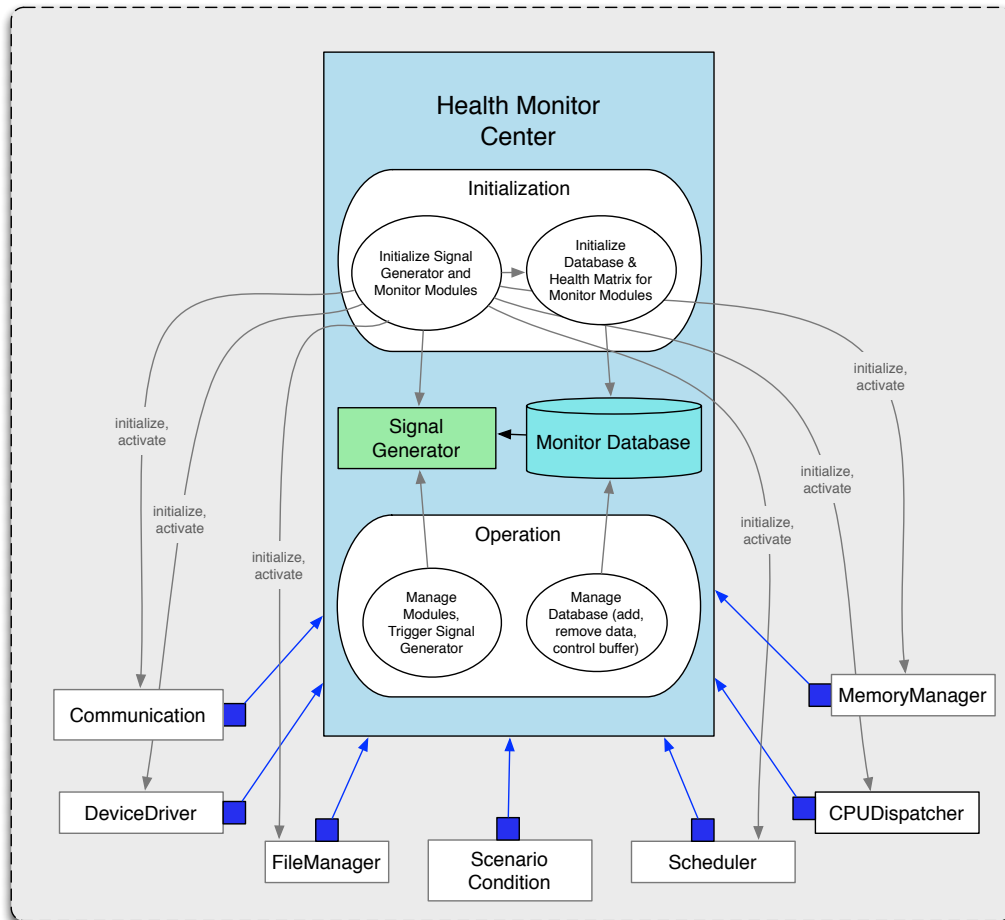 Health Monitor
Center
Initialization
Initialize Signal
Generator and
Monitor Modules
Initialize
Database &
Health Matrix for
Monitor Modules
initialize,
activate
initialize,
activate
Signal
Generator
Monitor Database
initialize,
activate
initialize,
activate
initialize,
activate
initialize,
activate
Operation
Manage
Modules,
Trigger Signal
Generator
Manage
Database (add,
remove data,
control buffer)
Communication
MemoryManager
DeviceDriver
CPUDispatcher
FileManager
Scenario
Condition
Scheduler